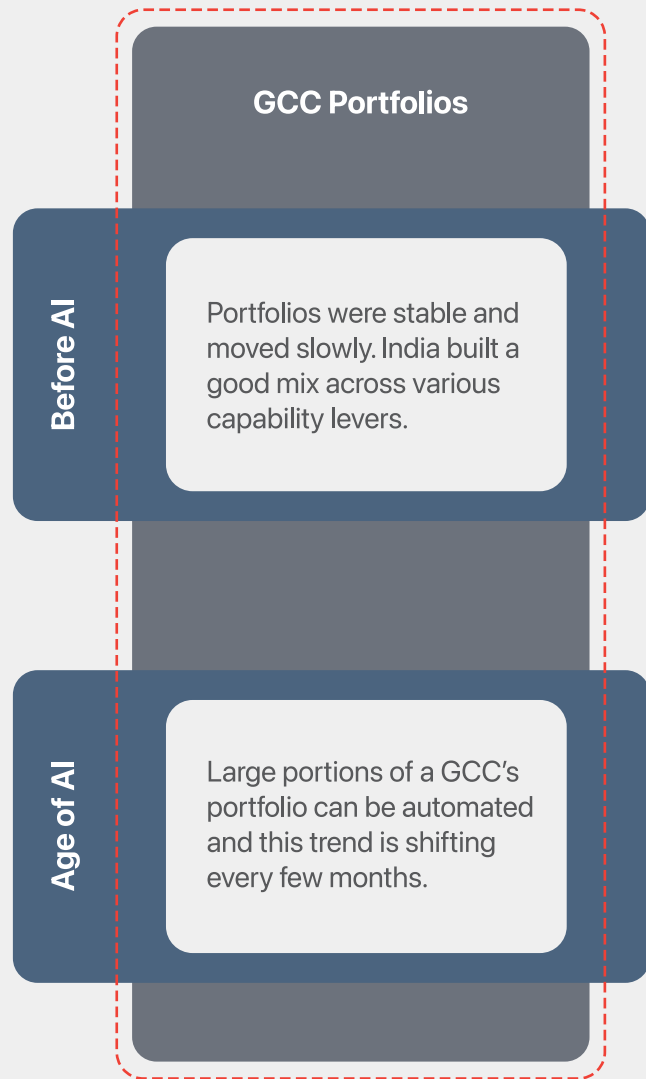 GCC Portfolios
Before AI
Portfolios were stable and
moved slowly. India built a
good mix across various
capability levers.
Age of AI
Large portions of a GCC’s
portfolio can be automated
and this trend is shifting
every few months.